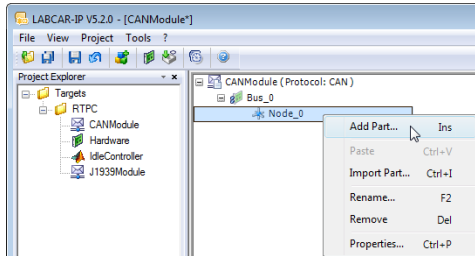 LABCAR-IP V5.2.0 - [CANModule*]
File View Project Tools ?
Project Explorer
Targets
RTPC
CANModule
Hardware
IdleController
J1939Module
CANModule (Protocol: CAN )
Bus_0
Node_0
Add Part... Ins
Paste Ctrl+V
Import Part... Ctrl+I
Rename... F2
Remove Del
Properties... Ctrl+P